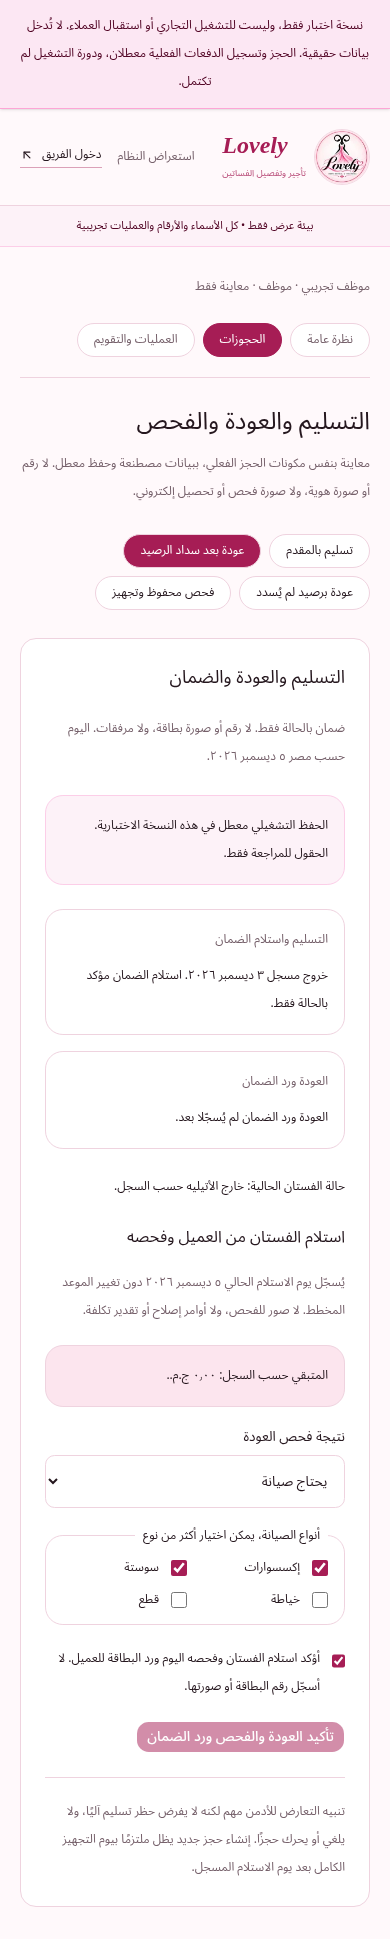 نسخة اختبار فقط، وليست للتشغيل التجاري أو استقبال العملاء. لا تُدخل
بيانات حقيقية. الحجز وتسجيل الدفعات الفعلية معطلان، ودورة التشغيل لم
تكتمل.
Lovely
Lovely
تأجير وتفصيل الفساتين
استعراض النظام
دخول الفريق
بيئة عرض فقط • كل الأسماء والأرقام والعمليات تجريبية
موظف تجريبي · موظف · معاينة فقط
نظرة عامة
الحجوزات
العمليات والتقويم
التسليم والعودة والفحص
معاينة بنفس مكونات الحجز الفعلي، ببيانات مصطنعة وحفظ معطل. لا رقم
أو صورة هوية، ولا صورة فحص أو تحصيل إلكتروني.
تسليم بالمقدم
عودة بعد سداد الرصيد
عودة برصيد لم يُسدد
فحص محفوظ وتجهيز
التسليم والعودة والضمان
ضمان بالحالة فقط. لا رقم أو صورة بطاقة، ولا مرفقات. اليوم
حسب مصر ٥ ديسمبر ٢٠٢٦.
الحفظ التشغيلي معطل في هذه النسخة الاختبارية.
الحقول للمراجعة فقط.
التسليم واستلام الضمان
خروج مسجل ٣ ديسمبر ٢٠٢٦. استلام الضمان مؤكد
بالحالة فقط.
العودة ورد الضمان
العودة ورد الضمان لم يُسجّلا بعد.
حالة الفستان الحالية: خارج الأتيليه حسب السجل.
استلام الفستان من العميل وفحصه
يُسجّل يوم الاستلام الحالي ٥ ديسمبر ٢٠٢٦ دون تغيير الموعد
المخطط. لا صور للفحص، ولا أوامر إصلاح أو تقدير تكلفة.
المتبقي حسب السجل: ٠٫٠٠ ج.م..
نتيجة فحص العودة
يحتاج صيانة
أنواع الصيانة، يمكن اختيار أكثر من نوع
إكسسوارات
سوستة
خياطة
قطع
أؤكد استلام الفستان وفحصه اليوم ورد البطاقة للعميل. لا
أسجّل رقم البطاقة أو صورتها.
تأكيد العودة والفحص ورد الضمان
تنبيه التعارض للأدمن مهم لكنه لا يفرض حظر تسليم آليًا، ولا
يلغي أو يحرك حجزًا. إنشاء حجز جديد يظل ملتزمًا بيوم التجهيز
الكامل بعد يوم الاستلام المسجل.